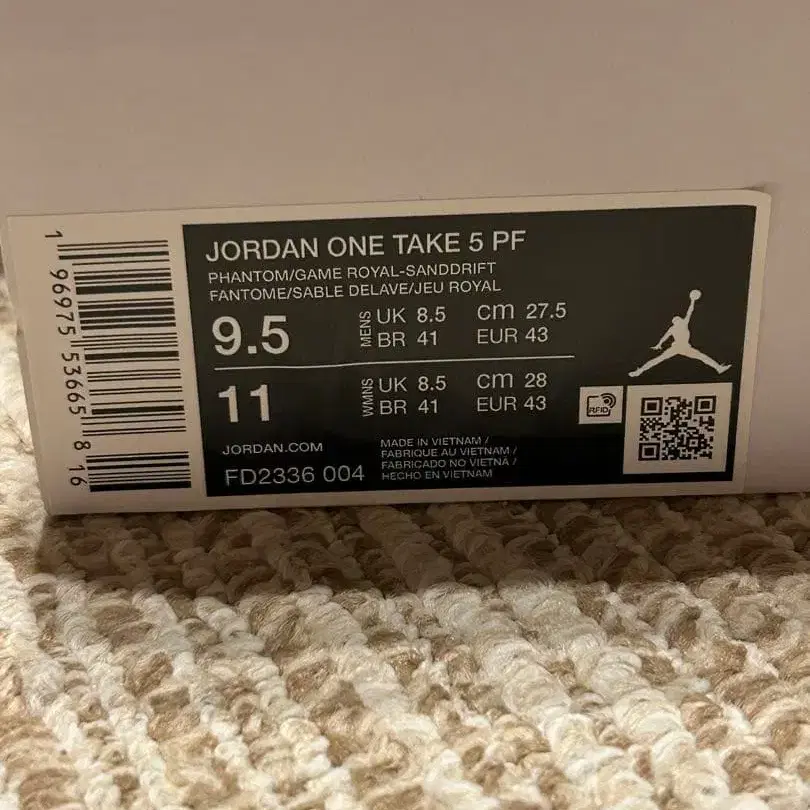 JORDAN ONE TAKE 5 PF
PHANTOM/GAME ROYAL-SANDDRIFT
FANTOME/SABLE DELAVE/JEU ROYAL
9.5
MENS
UK 8.5 cm 27.5
BR 41 EUR 43
11
WMNS
UK 8.5 cm 28
BR 41 EUR 43
RFID
JORDAN.COM
FD2336 004
MADE IN VIETNAM /
FABRIQUE AU VIETNAM /
FABRICADO NO VIETNÃ /
HECHO EN VIETNAM
1 96975 53665 8 16